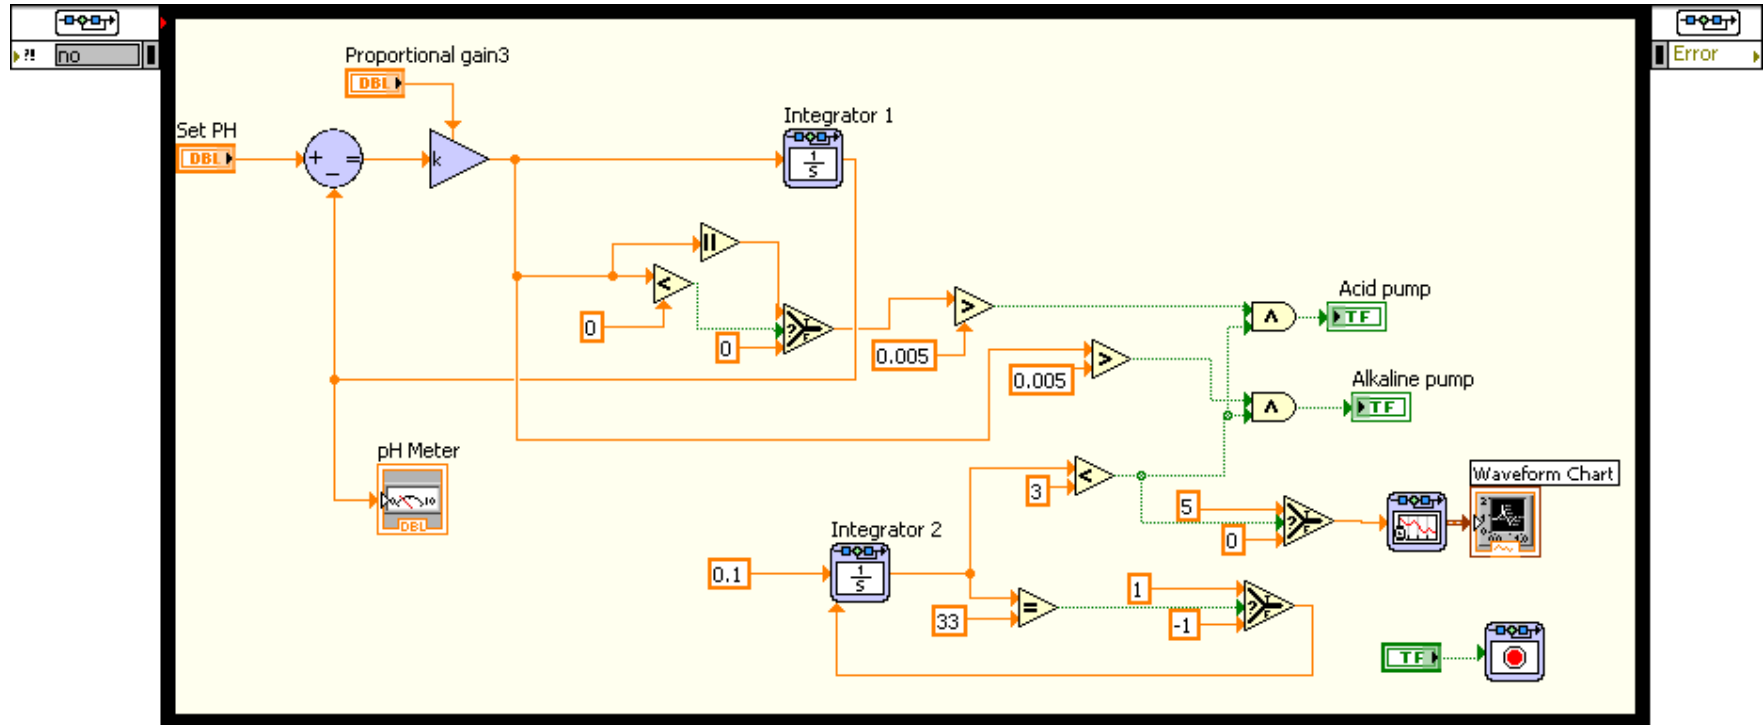 ?! no
Error
Proportional gain3
DBL
Set PH
DBL
+ =
−
k
Integrator 1
1
S
<
0
0
?
T
F
>
0.005
>
0.005
∧
Acid pump
TF
∧
Alkaline pump
TF
pH Meter
DBL
<
3
5
0
?
T
F
Waveform Chart
Integrator 2
0.1
1
S
=
33
1
-1
?
T
F
TF